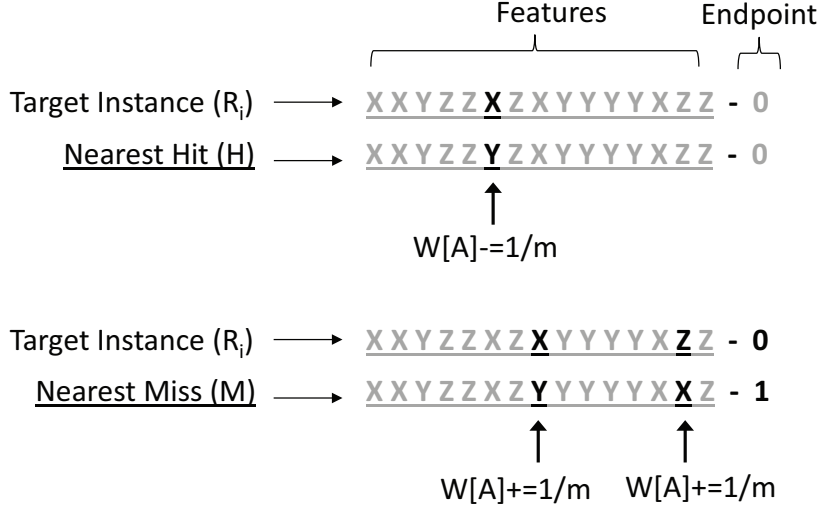 Features Endpoint
Target Instance (Ri) X X Y Z Z X Z X Y Y Y Y X Z Z - 0
Nearest Hit (H) X X Y Z Z Y Z X Y Y Y Y X Z Z - 0
W[A]-=1/m
Target Instance (Ri) X X Y Z Z X Z X Y Y Y Y X Z Z - 0
Nearest Miss (M) X X Y Z Z X Z Y Y Y Y Y X X Z - 1
W[A]+=1/m W[A]+=1/m